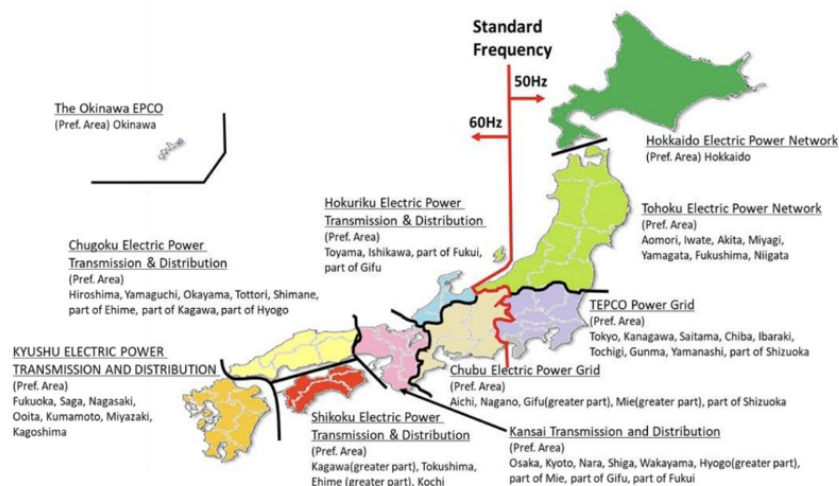 Standard
Frequency
50Hz
60Hz
The Okinawa EPCO
(Pref. Area) Okinawa
Hokkaido Electric Power Network
(Pref. Area) Hokkaido
Hokuriku Electric Power
Transmission & Distribution
(Pref. Area)
Toyama, Ishikawa, part of Fukui,
part of Gifu
Tohoku Electric Power Network
(Pref. Area)
Aomori, Iwate, Akita, Miyagi,
Yamagata, Fukushima, Niigata
Chugoku Electric Power
Transmission & Distribution
(Pref. Area)
Hiroshima, Yamaguchi, Okayama, Tottori, Shimane,
part of Ehime, part of Kagawa, part of Hyogo
TEPCO Power Grid
(Pref. Area)
Tokyo, Kanagawa, Saitama, Chiba, Ibaraki,
Tochigi, Gunma, Yamanashi, part of Shizuoka
KYUSHU ELECTRIC POWER
TRANSMISSION AND DISTRIBUTION
(Pref. Area)
Fukuoka, Saga, Nagasaki,
Ooita, Kumamoto, Miyazaki,
Kagoshima
Chubu Electric Power Grid
(Pref. Area)
Aichi, Nagano, Gifu(greater part), Mie(greater part), part of Shizuoka
Shikoku Electric Power
Transmission & Distribution
(Pref. Area)
Kagawa(greater part), Tokushima,
Ehime (greater part), Kochi
Kansai Transmission and Distribution
(Pref. Area)
Osaka, Kyoto, Nara, Shiga, Wakayama, Hyogo(greater part),
part of Mie, part of Gifu, part of Fukui